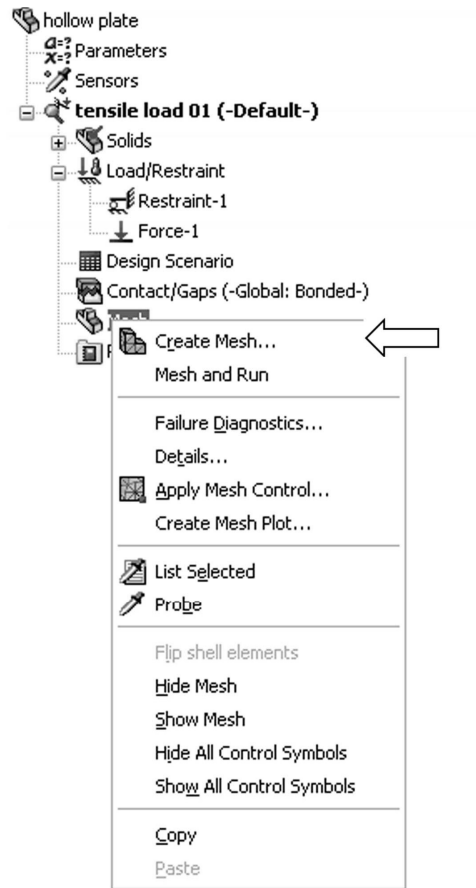 hollow plate
a=?
x=?
Parameters
Sensors
tensile load 01 (-Default-)
Solids
Load/Restraint
Restraint-1
Force-1
Design Scenario
Contact/Gaps (-Global: Bonded-)
Mesh
Create Mesh...
Mesh and Run
Failure Diagnostics...
Details...
Apply Mesh Control...
Create Mesh Plot...
List Selected
Probe
Flip shell elements
Hide Mesh
Show Mesh
Hide All Control Symbols
Show All Control Symbols
Copy
Paste